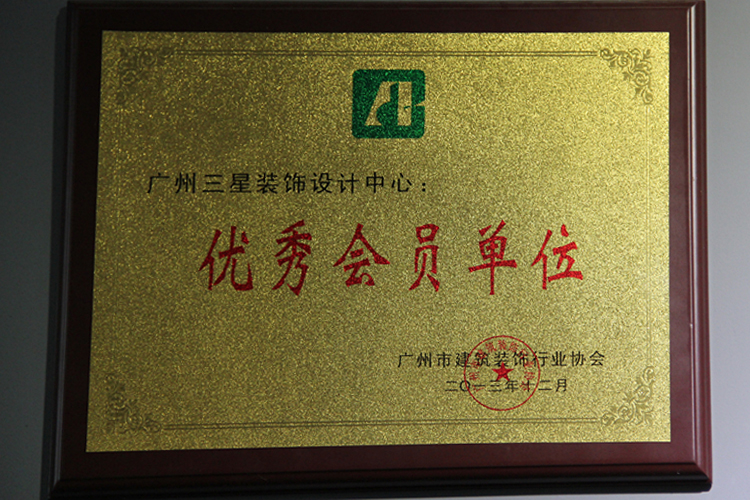 广州三星装饰设计中心：
优秀会员单位
广州市建筑装饰行业协会
二〇一三年十二月